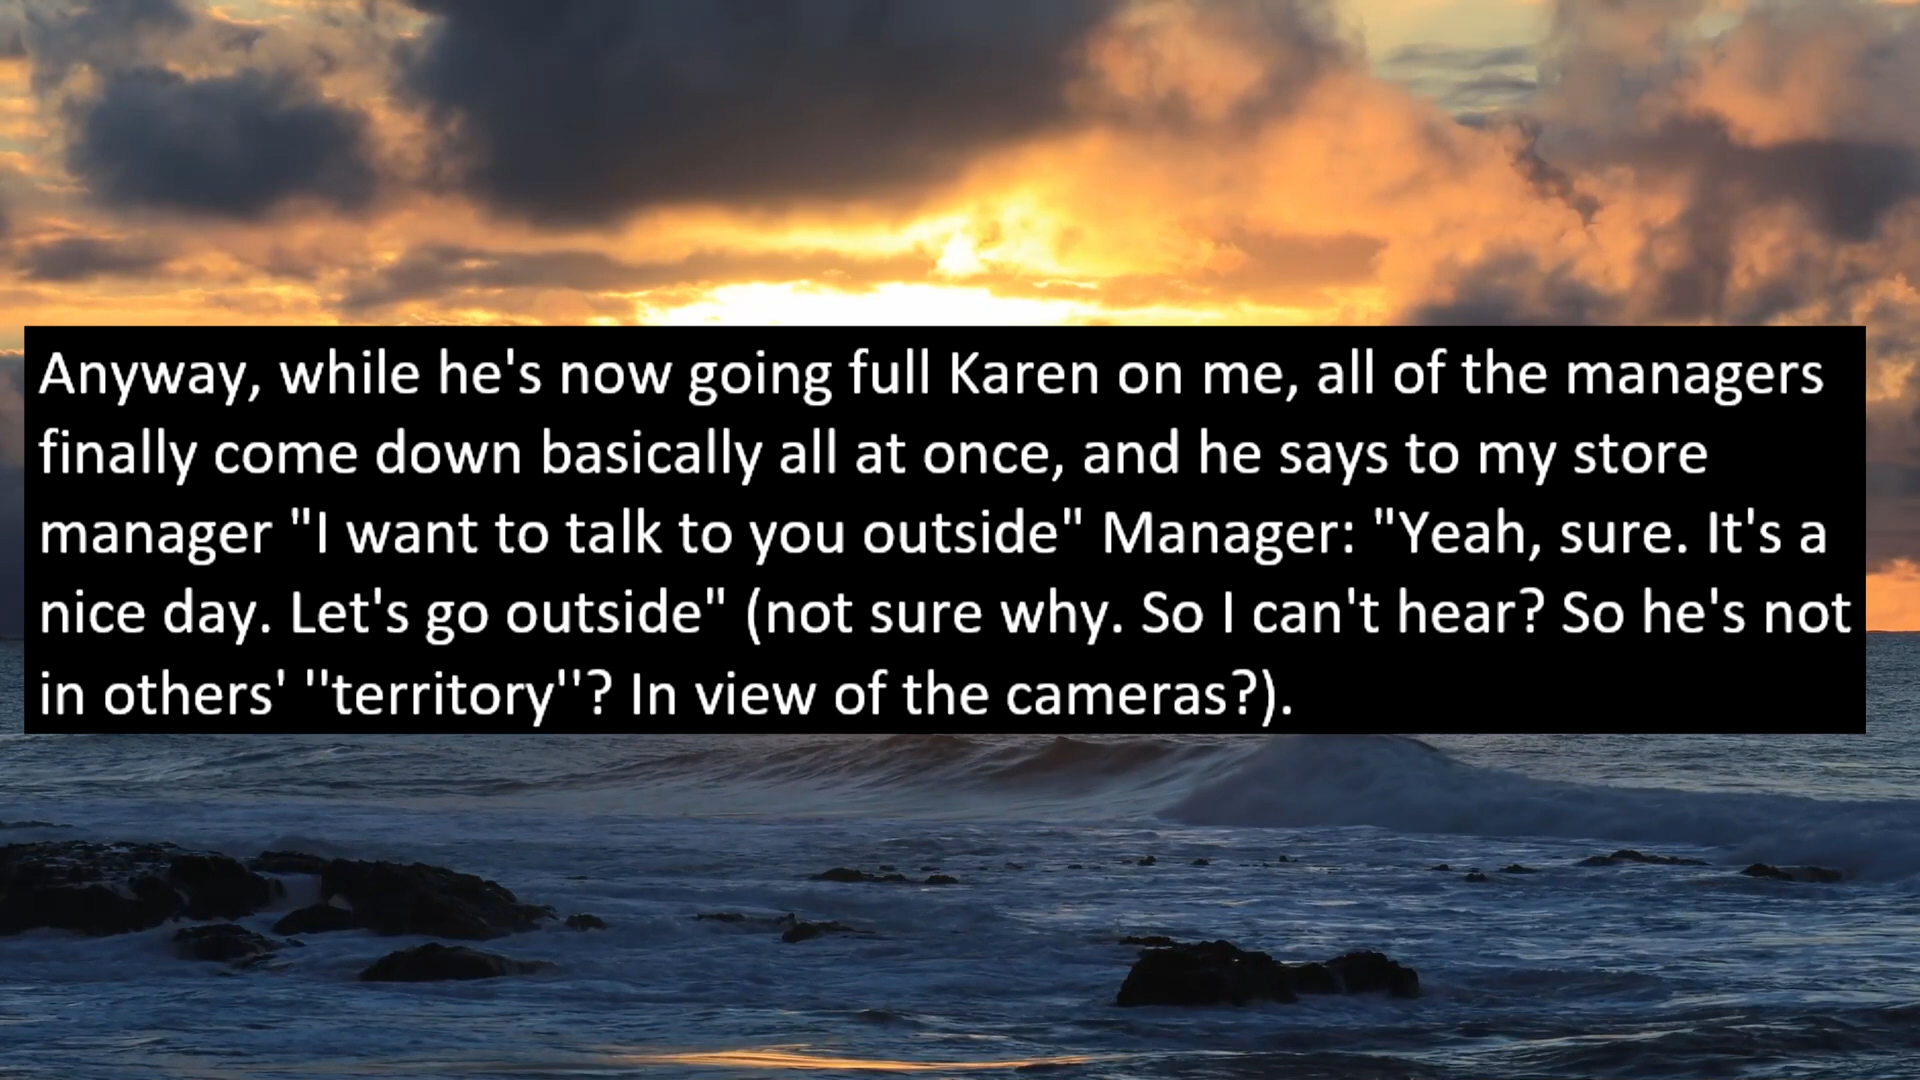 Anyway, while he's now going full Karen on me, all of the managers
finally come down basically all at once, and he says to my store
manager "I want to talk to you outside" Manager: "Yeah, sure. It's a
nice day. Let's go outside" (not sure why. So I can't hear? So he's not
in others' "territory"? In view of the cameras?).